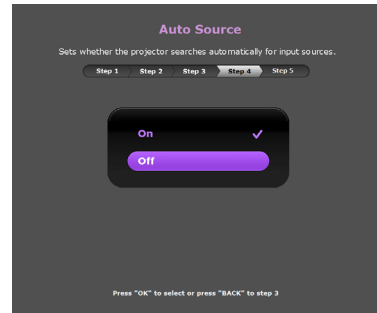 Auto Source
Sets whether the projector searches automatically for input sources.
Step 1 Step 2 Step 3 Step 4 Step 5
On
Off
Press "OK" to select or press "BACK" to step 3